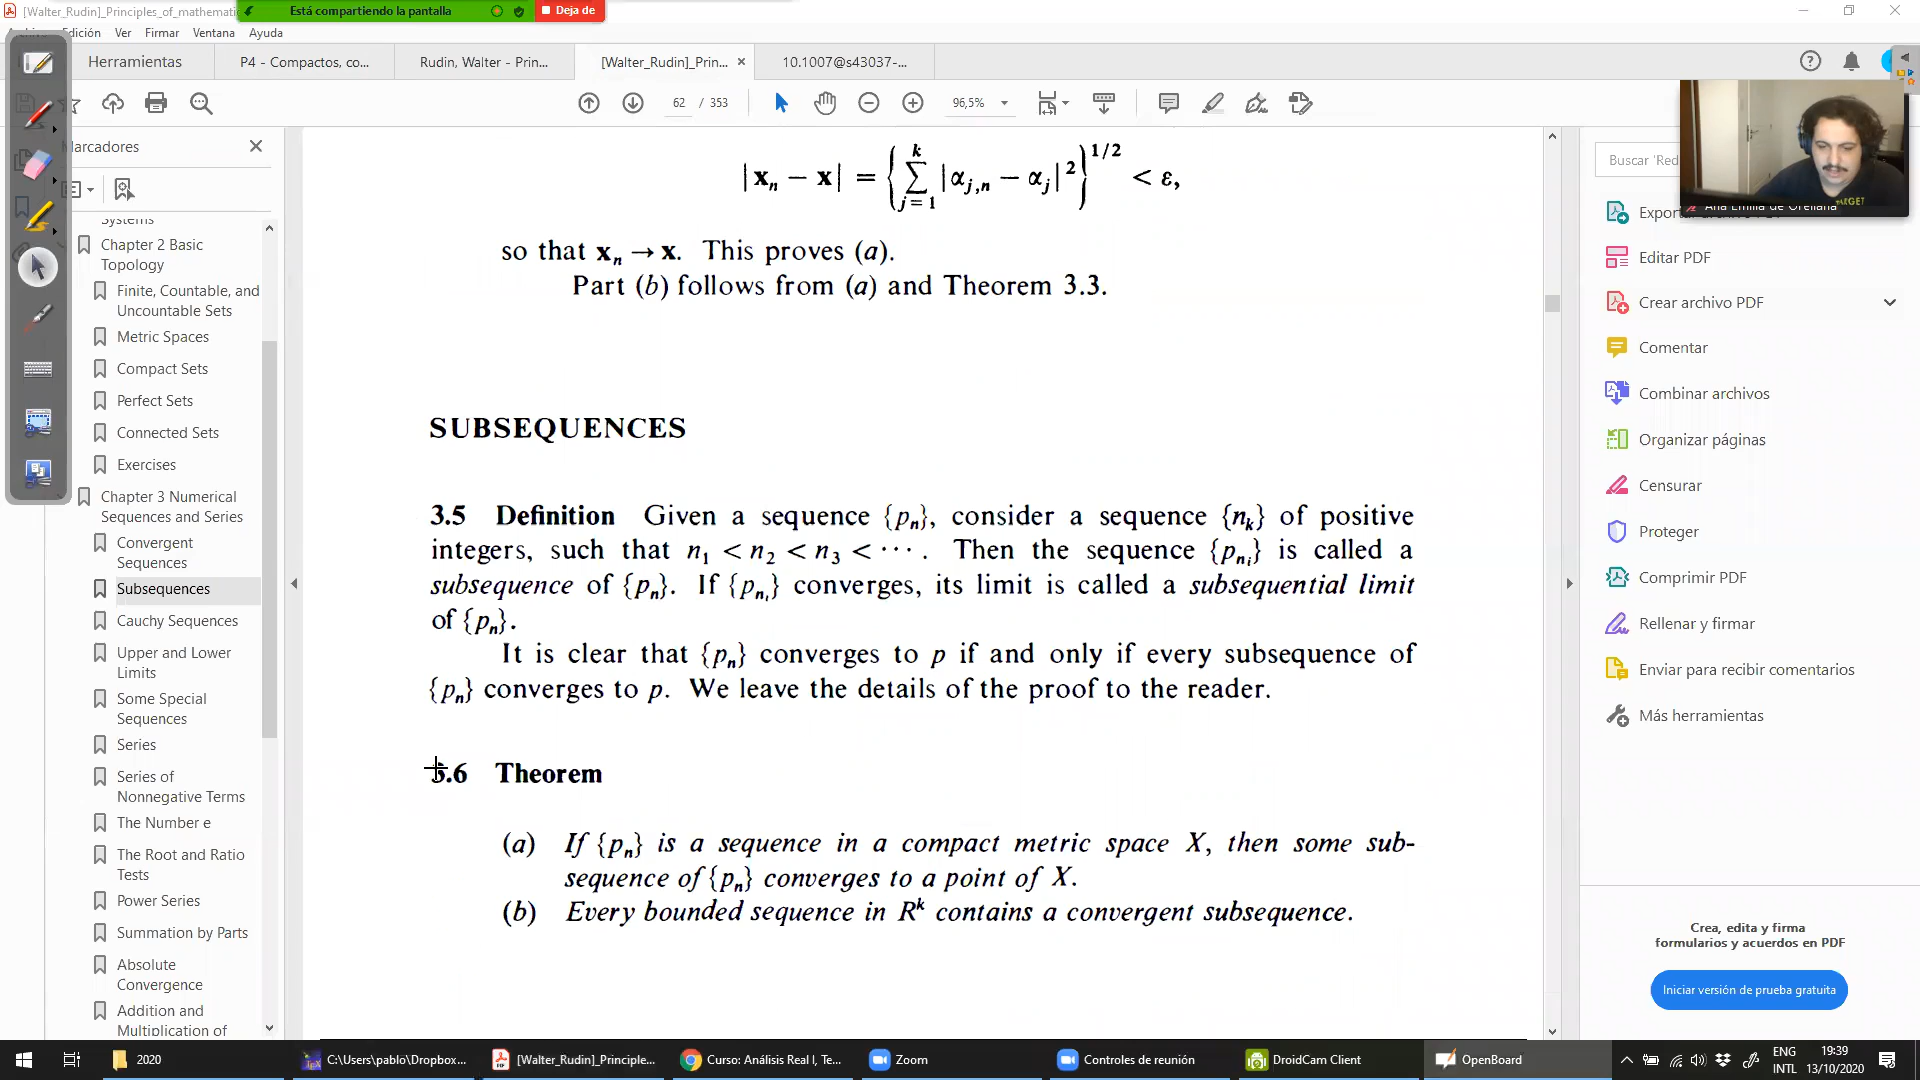 [Walter_Rudin]_Principles_of_mathemati
Está compartiendo la pantalla
Deja de
Edición Ver Firmar Ventana Ayuda
Herramientas
P4 - Compactos, co...
Rudin, Walter - Prin...
[Walter_Rudin]_Prin...
10.1007@s43037-...
62 / 353
96,5%
Marcadores
Systems
Chapter 2 Basic
Topology
Finite, Countable, and
Uncountable Sets
Metric Spaces
Compact Sets
Perfect Sets
Connected Sets
Exercises
Chapter 3 Numerical
Sequences and Series
Convergent
Sequences
Subsequences
Cauchy Sequences
Upper and Lower
Limits
Some Special
Sequences
Series
Series of
Nonnegative Terms
The Number e
The Root and Ratio
Tests
Power Series
Summation by Parts
Absolute
Convergence
Addition and
Multiplication of
|xₙ − x| = {∑ⱼ₌₁ᵏ |αⱼ,ₙ − αⱼ|²}^{1/2} < ε,
so that xₙ → x. This proves (a).
Part (b) follows from (a) and Theorem 3.3.
SUBSEQUENCES
3.5 Definition Given a sequence {pₙ}, consider a sequence {nₖ} of positive
integers, such that n₁ < n₂ < n₃ < ⋯. Then the sequence {p_{nᵢ}} is called a
subsequence of {pₙ}. If {p_{nᵢ}} converges, its limit is called a subsequential limit
of {pₙ}.
It is clear that {pₙ} converges to p if and only if every subsequence of
{pₙ} converges to p. We leave the details of the proof to the reader.
3.6 Theorem
(a) If {pₙ} is a sequence in a compact metric space X, then some sub-
sequence of {pₙ} converges to a point of X.
(b) Every bounded sequence in Rᵏ contains a convergent subsequence.
Buscar 'Red
Editar PDF
Crear archivo PDF
Comentar
Combinar archivos
Organizar páginas
Censurar
Proteger
Comprimir PDF
Rellenar y firmar
Enviar para recibir comentarios
Más herramientas
Crea, edita y firma
formularios y acuerdos en PDF
Iniciar versión de prueba gratuita
2020
C:\Users\pablo\Dropbox...
[Walter_Rudin]_Principle...
Curso: Análisis Real I, Te...
Zoom
Controles de reunión
DroidCam Client
OpenBoard
ENG
INTL
19:39
13/10/2020